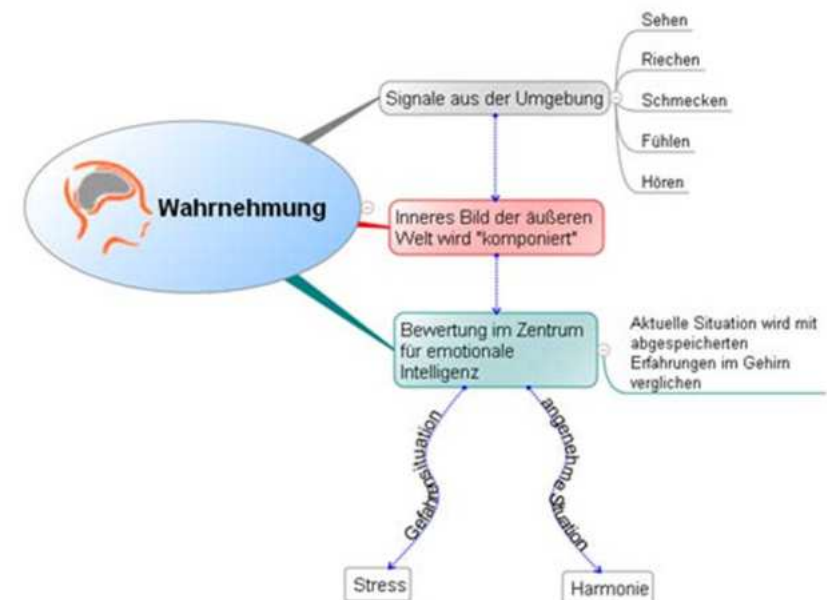 Wahrnehmung
Signale aus der Umgebung
Sehen
Riechen
Schmecken
Fühlen
Hören
Inneres Bild der äußeren
Welt wird "komponiert"
Bewertung im Zentrum
für emotionale
Intelligenz
Aktuelle Situation wird mit
abgespeicherten
Erfahrungen im Gehirn
verglichen
Gefahrensituation
angenehme Situation
Stress
Harmonie